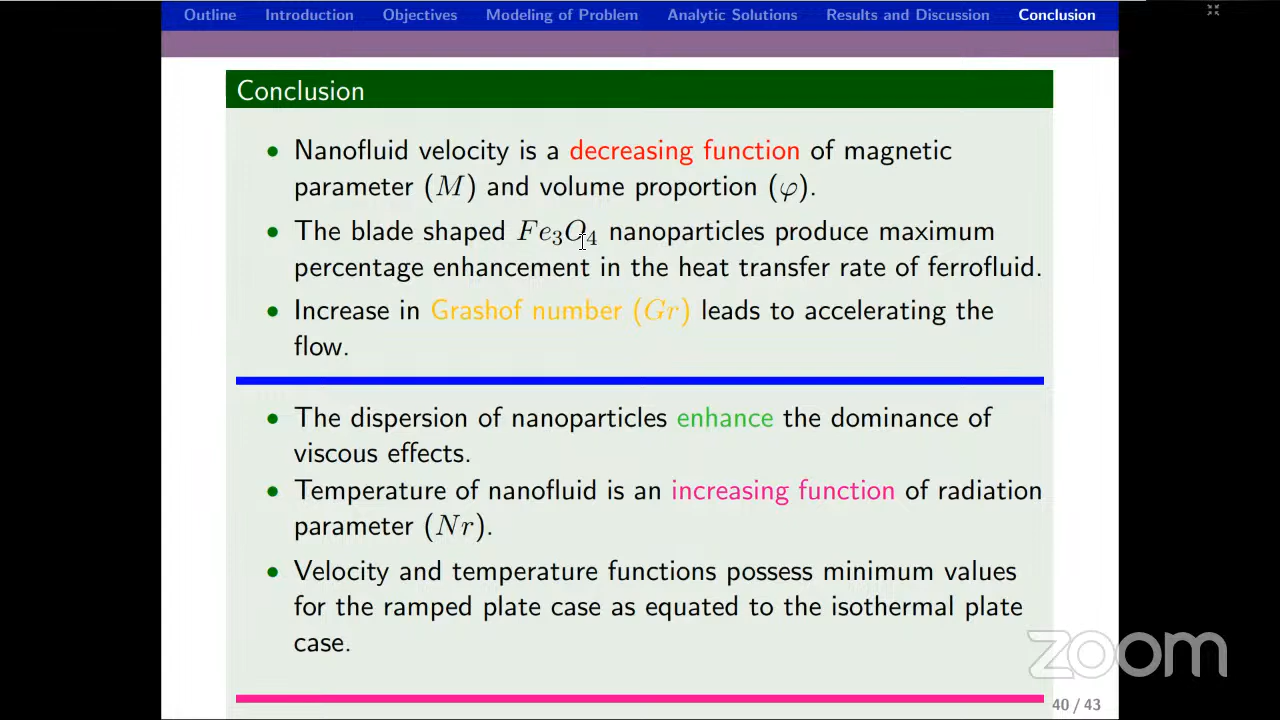 Outline Introduction Objectives Modeling of Problem Analytic Solutions Results and Discussion Conclusion
Conclusion
• Nanofluid velocity is a decreasing function of magnetic
parameter (M) and volume proportion (φ).
• The blade shaped Fe₃O₄ nanoparticles produce maximum
percentage enhancement in the heat transfer rate of ferrofluid.
• Increase in Grashof number (Gr) leads to accelerating the
flow.
• The dispersion of nanoparticles enhance the dominance of
viscous effects.
• Temperature of nanofluid is an increasing function of radiation
parameter (Nr).
• Velocity and temperature functions possess minimum values
for the ramped plate case as equated to the isothermal plate
case.
zoom
40 / 43